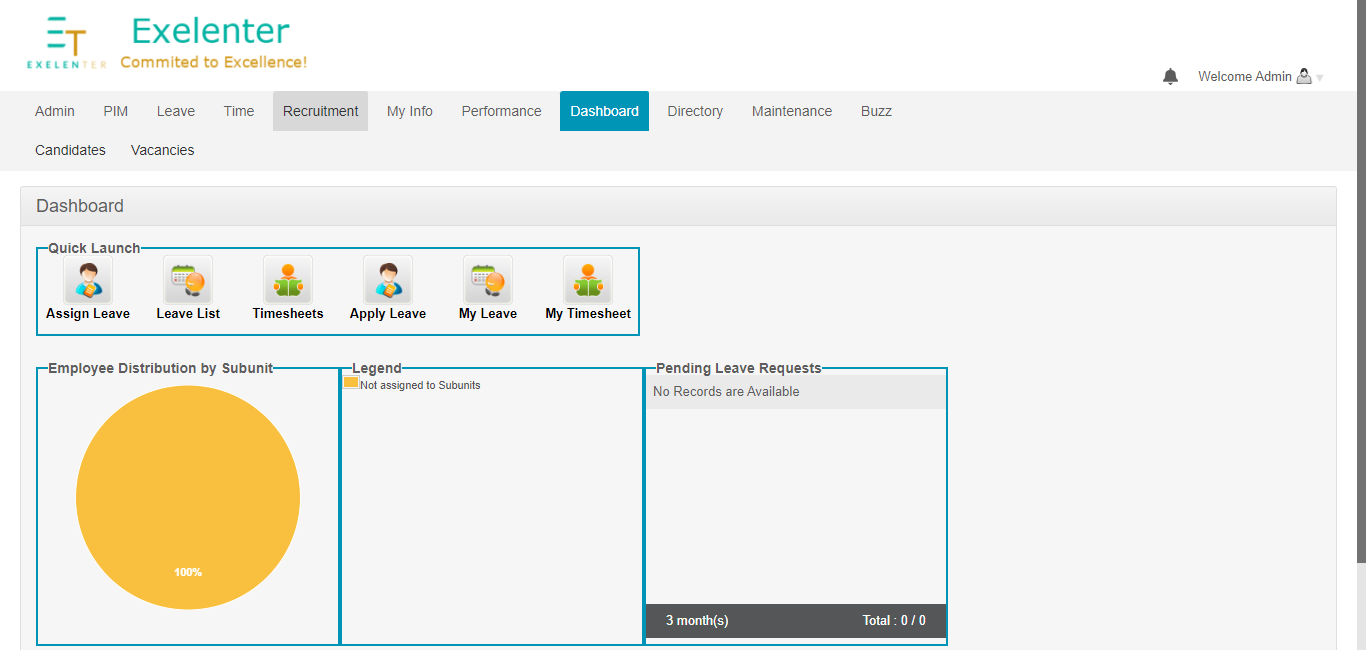 ET
EXELENTER
Exelenter
Commited to Excellence!
Welcome Admin
Admin PIM Leave Time Recruitment My Info Performance Dashboard Directory Maintenance Buzz
Candidates Vacancies
Dashboard
Quick Launch
Assign Leave Leave List Timesheets Apply Leave My Leave My Timesheet
Employee Distribution by Subunit Legend Pending Leave Requests
Not assigned to Subunits
No Records are Available
100%
3 month(s) Total : 0 / 0